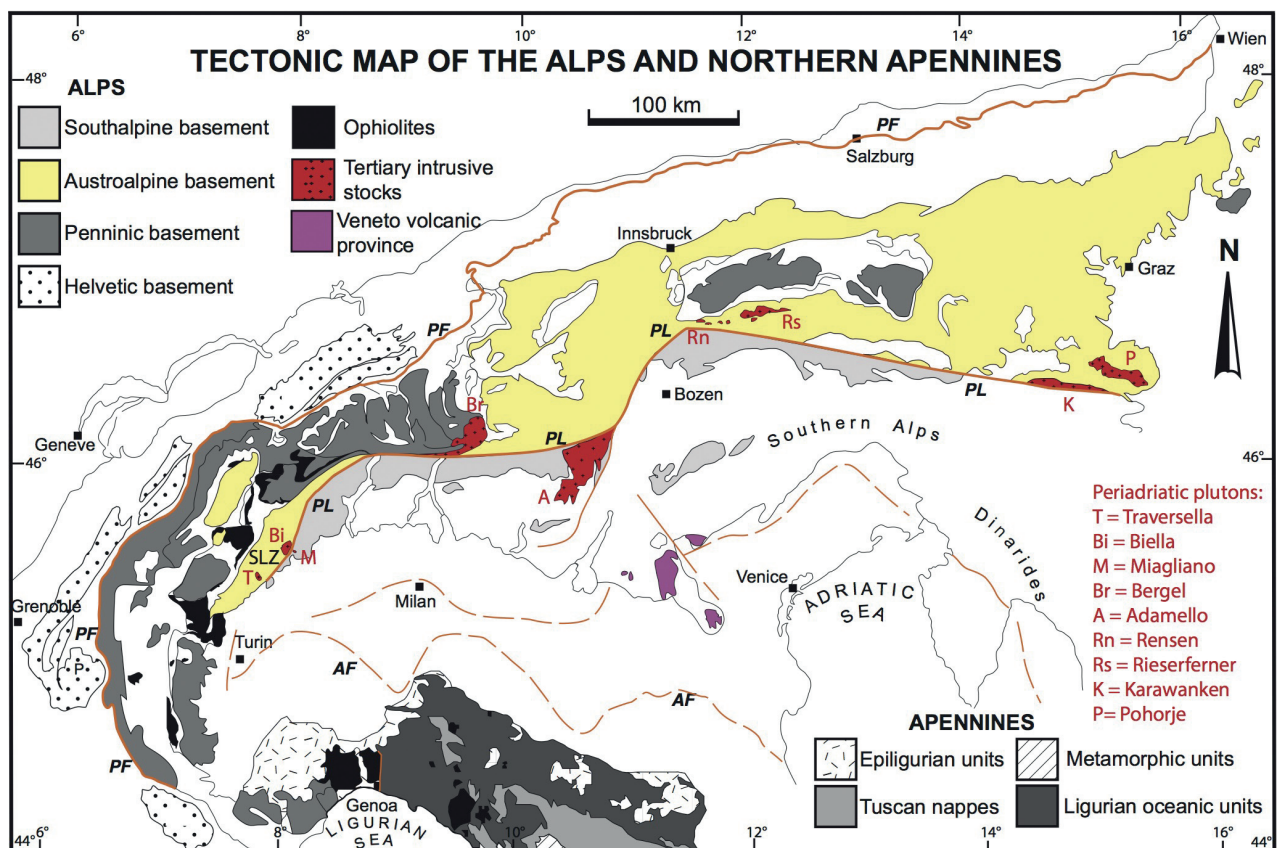 6°
8°
10°
12°
14°
16°
Wien
48°
48°
TECTONIC MAP OF THE ALPS AND NORTHERN APENNINES
ALPS
Southalpine basement
Austroalpine basement
Penninic basement
Helvetic basement
Ophiolites
Tertiary intrusive
stocks
Veneto volcanic
province
100 km
PF
Salzburg
Innsbruck
Graz
N
PF
PL
Rn
Rs
P
K
PL
Bozen
Br
PL
A
Geneve
46°
46°
Southern Alps
PL
Bi
SLZ
M
T
Periadriatic plutons:
T = Traversella
Bi = Biella
M = Miagliano
Br = Bergel
A = Adamello
Rn = Rensen
Rs = Rieserferner
K = Karawanken
P= Pohorje
Dinarides
Venice
ADRIATIC
SEA
Milan
Grenoble
PF
P
Turin
AF
AF
PF
Genoa
LIGURIAN
SEA
APENNINES
Epiligurian units
Metamorphic units
Tuscan nappes
Ligurian oceanic units
44°
6°
8°
10°
12°
14°
16°
44°